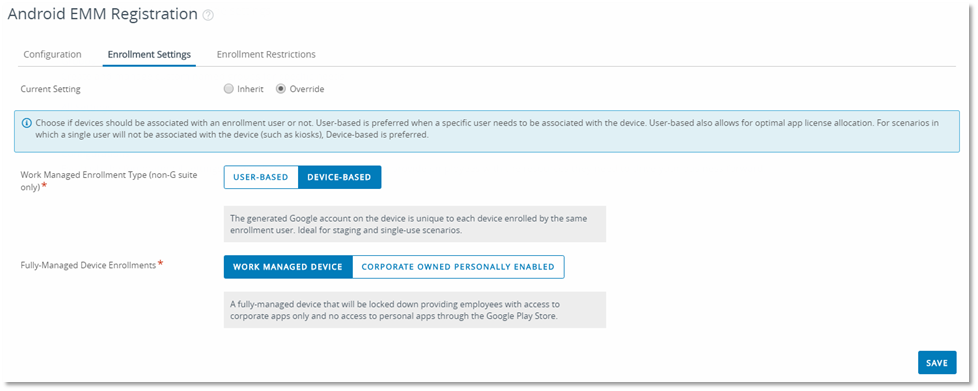 Android EMM Registration
Configuration Enrollment Settings Enrollment Restrictions
Current Setting Inherit Override
Choose if devices should be associated with an enrollment user or not. User-based is preferred when a specific user needs to be associated with the device. User-based also allows for optimal app license allocation. For scenarios in
which a single user will not be associated with the device (such as kiosks), Device-based is preferred.
Work Managed Enrollment Type (non-G suite
only)*
USER-BASED DEVICE-BASED
The generated Google account on the device is unique to each device enrolled by the same
enrollment user. Ideal for staging and single-use scenarios.
Fully-Managed Device Enrollments*
WORK MANAGED DEVICE CORPORATE OWNED PERSONALLY ENABLED
A fully-managed device that will be locked down providing employees with access to
corporate apps only and no access to personal apps through the Google Play Store.
SAVE